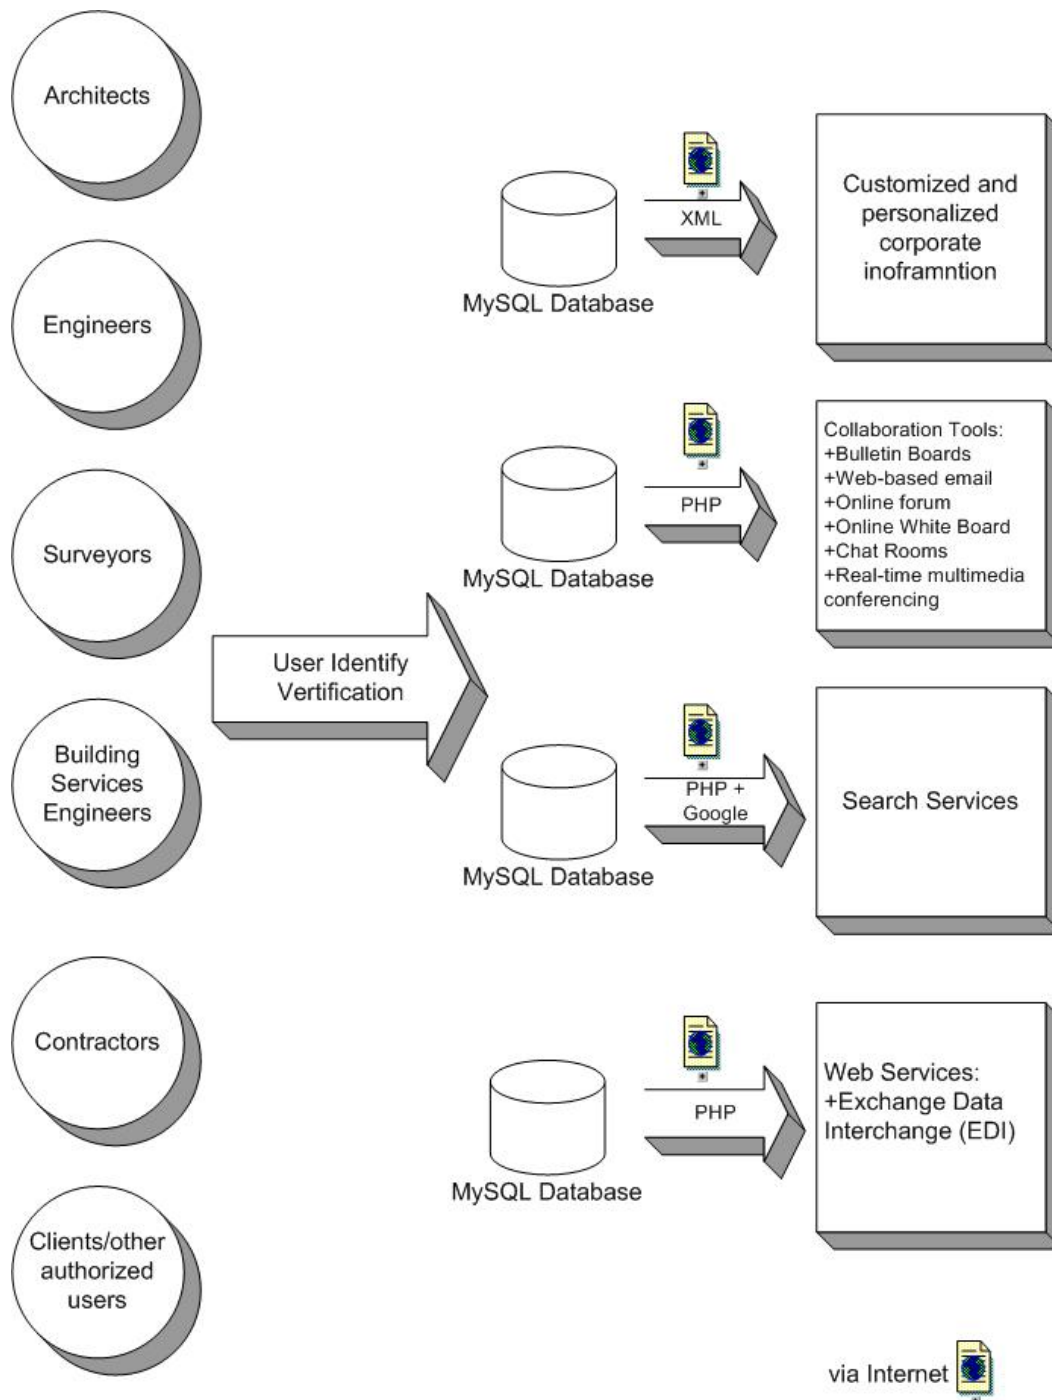 Architects
Engineers
Surveyors
Building
Services
Engineers
Contractors
Clients/other
authorized
users
User Identify
Vertification
MySQL Database
XML
Customized and
personalized
corporate
inoframntion
MySQL Database
PHP
Collaboration Tools:
+Bulletin Boards
+Web-based email
+Online forum
+Online White Board
+Chat Rooms
+Real-time multimedia
conferencing
MySQL Database
PHP +
Google
Search Services
MySQL Database
PHP
Web Services:
+Exchange Data
Interchange (EDI)
via Internet